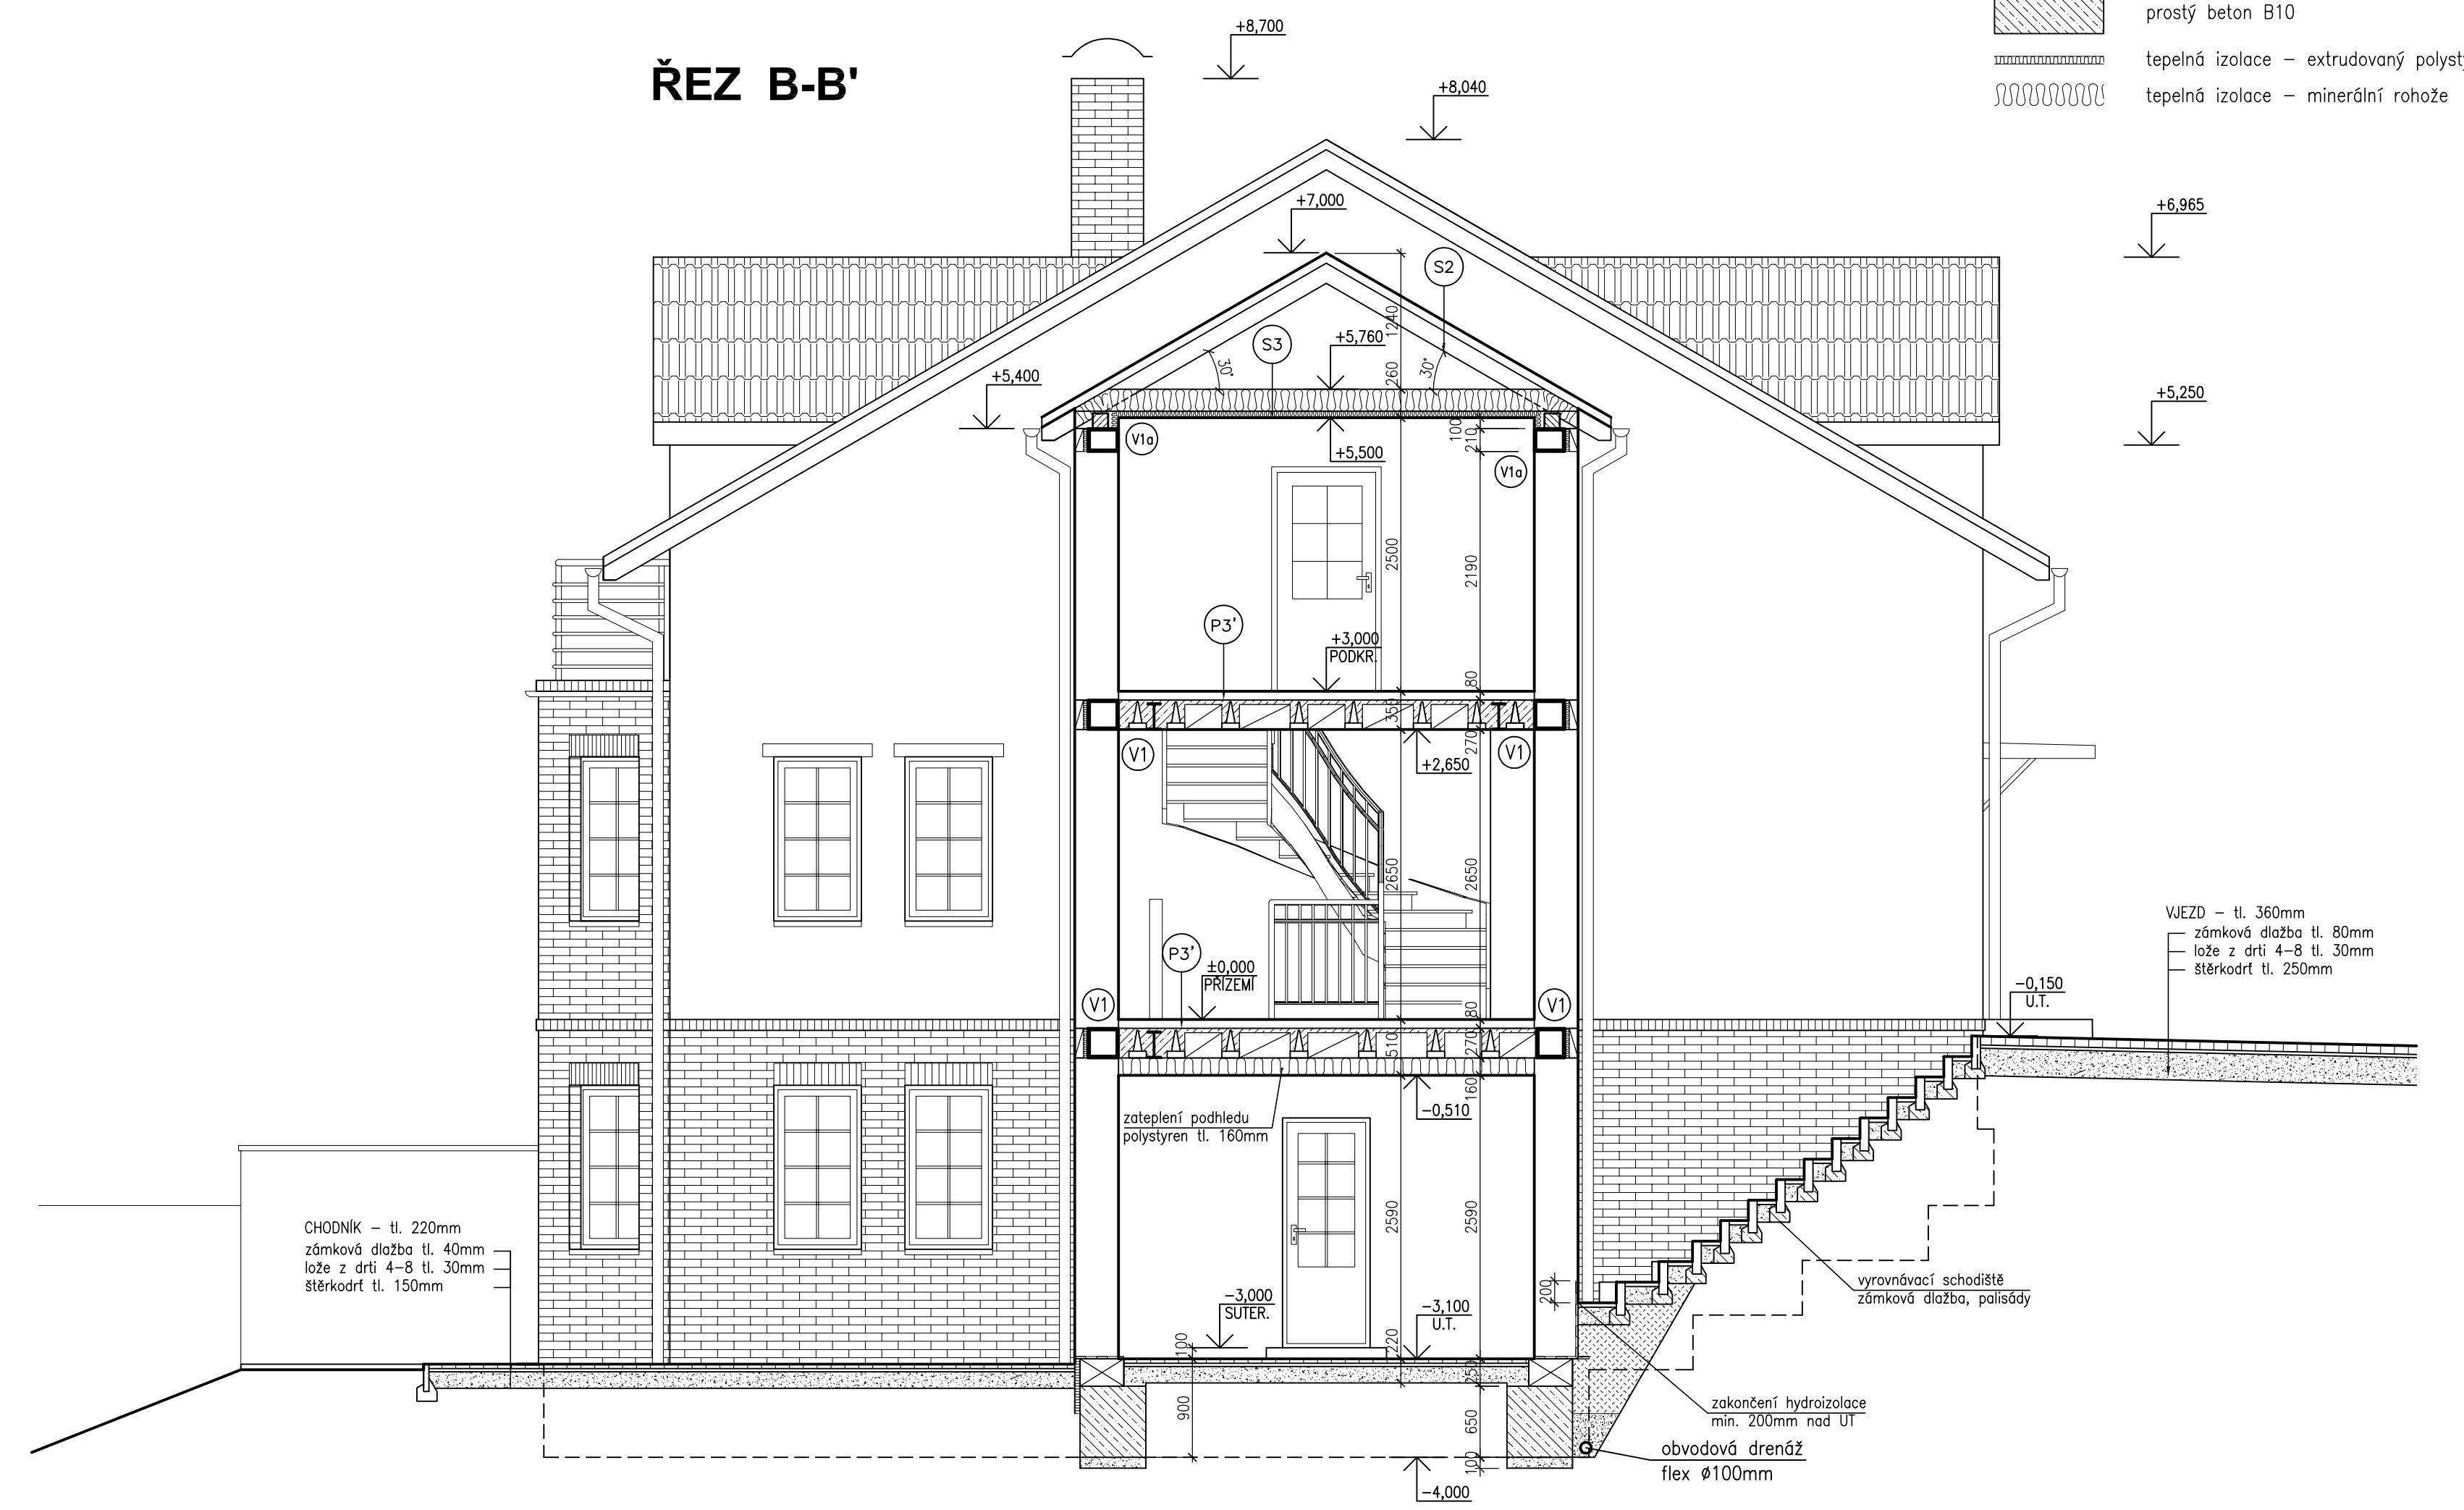 ŘEZ B-B'
prostý beton B10
tepelná izolace – extrudovaný
tepelná izolace – minerální rohože
+8,700
+8,040
+7,000
+6,965
S2
1240
S3
+5,760
30°
30°
260
+5,400
+5,250
V1a
100
210
+5,500
V1a
2500
2190
P3'
+3,000
PODKR.
80
350
V1
V1
270
+2,650
2650
2650
VJEZD – tl. 360mm
zámková dlažba tl. 80mm
lože z drti 4–8 tl. 30mm
štěrkodrť tl. 250mm
P3'
±0,000
PŘÍZEMÍ
-0,150
U.T.
V1
V1
80
510
270
160
-0,510
zateplení podhledu
polystyren tl. 160mm
2590
2590
CHODNÍK – tl. 220mm
zámková dlažba tl. 40mm
lože z drti 4–8 tl. 30mm
štěrkodrť tl. 150mm
vyrovnávací schodiště
zámková dlažba, palisády
200
-3,000
SUTER.
-3,100
U.T.
100
220
250
900
650
zakončení hydroizolace
min. 200mm nad UT
obvodová drenáž
flex Ø100mm
100
-4,000